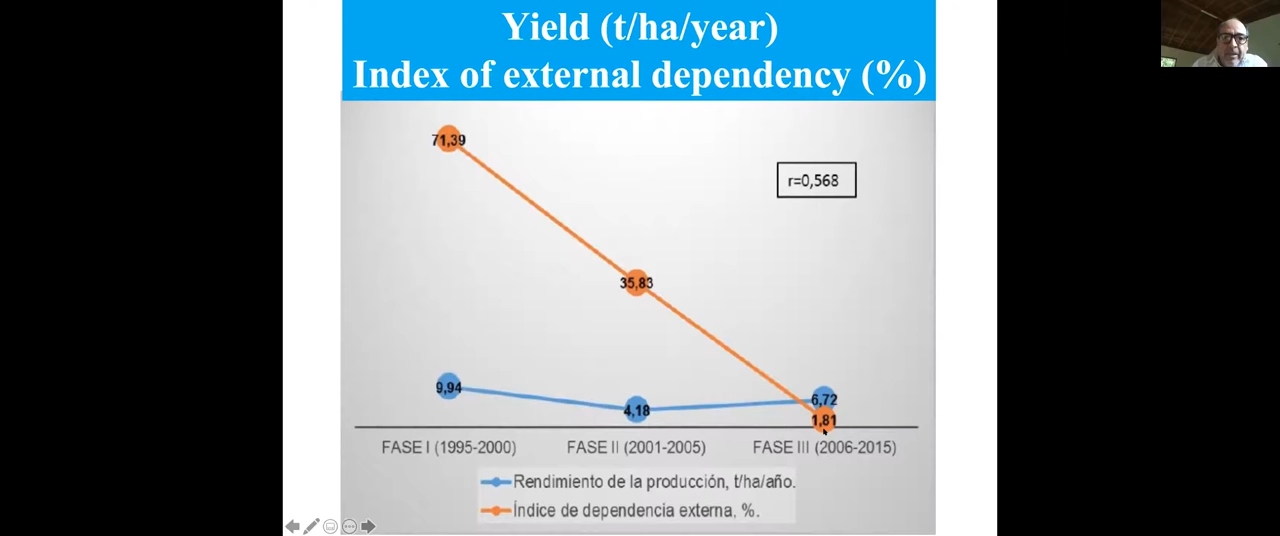 Yield (t/ha/year)
Index of external dependency (%)
71,39
r=0,568
35,83
9,94
4,18
6,72
1,81
FASE I (1995-2000)
FASE II (2001-2005)
FASE III (2006-2015)
Rendimiento de la producción, t/ha/año.
Índice de dependencia externa, %.